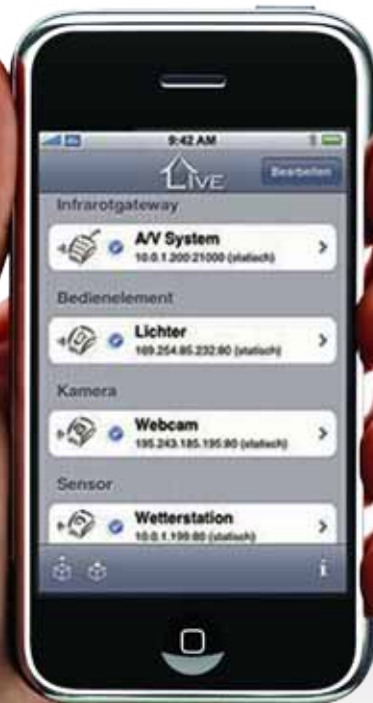 9:42 AM
LIVE
Bearbeiten
Infrarotgateway
A/V System
10.0.1.200:21000 (statisch)
Bedienelement
Lichter
169.254.85.232:80 (statisch)
Kamera
Webcam
195.243.185.195:80 (statisch)
Sensor
Wetterstation
10.0.1.199:80 (statisch)
i